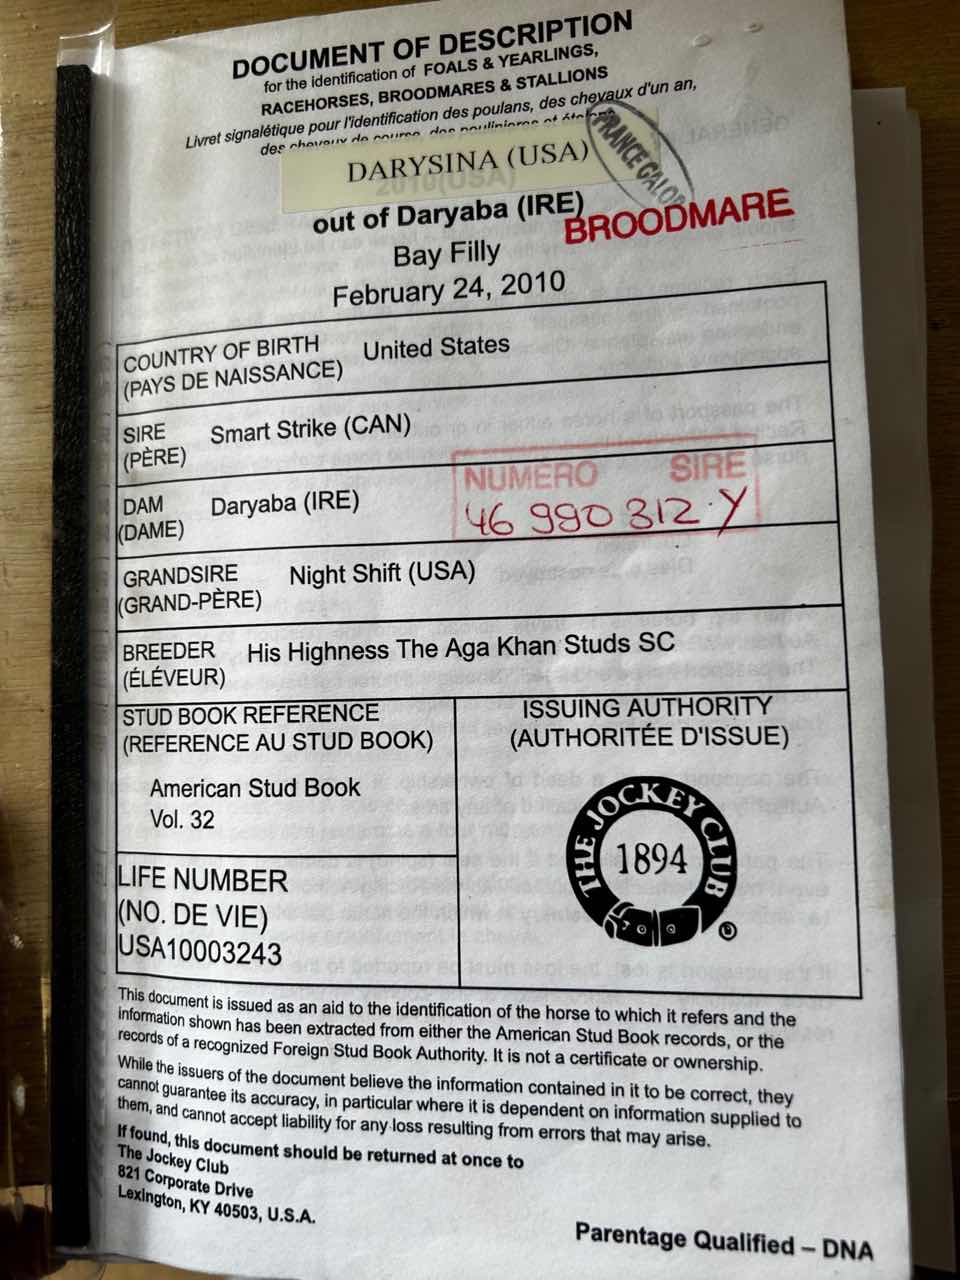 DOCUMENT OF DESCRIPTION
for the identification of FOALS & YEARLINGS,
RACEHORSES, BROODMARES & STALLIONS
Livret signalétique pour l'identification des poulans, des chevaux d'un an,
des chevaux de course, des poulinieres et étalons
DARYSINA (USA)
FRANCE GALOP
2010(USA)
out of Daryaba (IRE)
BROODMARE
Bay Filly
February 24, 2010
COUNTRY OF BIRTH United States
(PAYS DE NAISSANCE)
SIRE Smart Strike (CAN)
(PÈRE)
NUMERO SIRE
46 990 312 Y
DAM Daryaba (IRE)
(DAME)
GRANDSIRE Night Shift (USA)
(GRAND-PÈRE)
BREEDER His Highness The Aga Khan Studs SC
(ÉLÉVEUR)
STUD BOOK REFERENCE
(REFERENCE AU STUD BOOK)
American Stud Book
Vol. 32
ISSUING AUTHORITY
(AUTHORITÉE D'ISSUE)
THE JOCKEY CLUB
1894
®
LIFE NUMBER
(NO. DE VIE)
USA10003243
This document is issued as an aid to the identification of the horse to which it refers and the
information shown has been extracted from either the American Stud Book records, or the
records of a recognized Foreign Stud Book Authority. It is not a certificate or ownership.
While the issuers of the document believe the information contained in it to be correct, they
cannot guarantee its accuracy, in particular where it is dependent on information supplied to
them, and cannot accept liability for any loss resulting from errors that may arise.
If found, this document should be returned at once to
The Jockey Club
821 Corporate Drive
Lexington, KY 40503, U.S.A.
Parentage Qualified – DNA